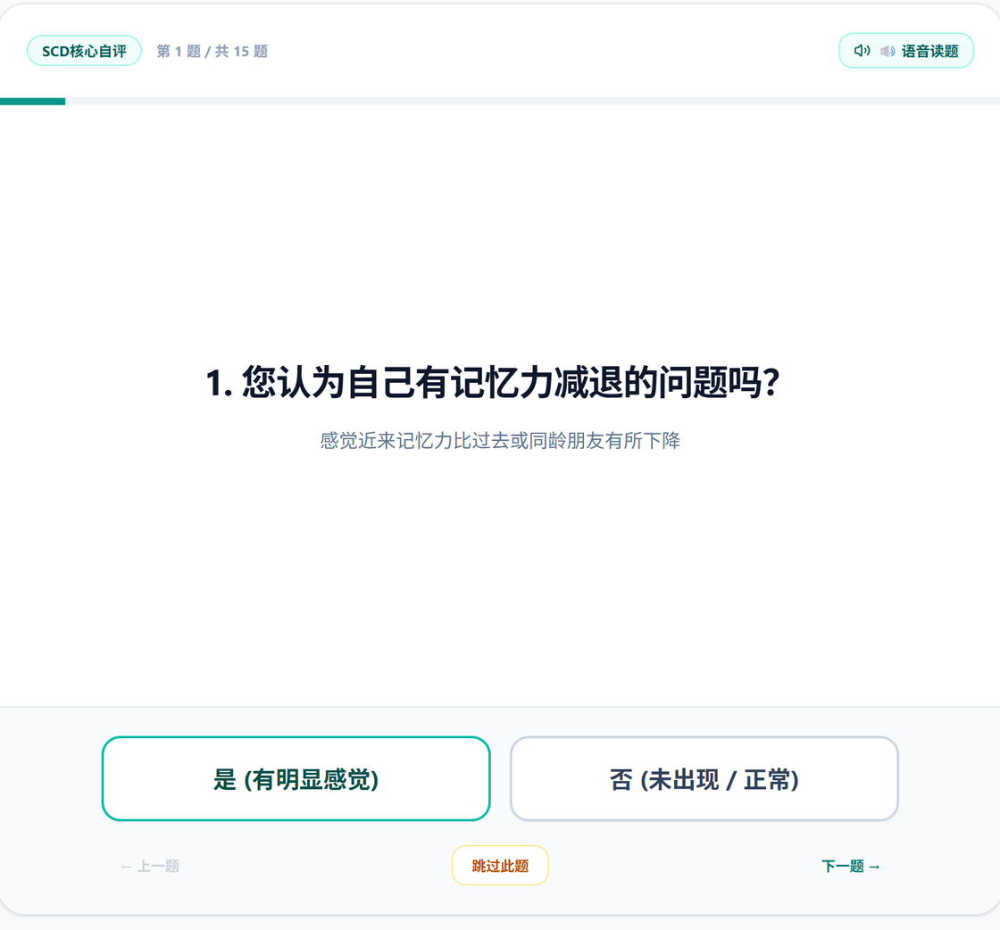 SCD核心自评
第 1 题 / 共 15 题
🔊 语音读题
1. 您认为自己有记忆力减退的问题吗？
感觉近来记忆力比过去或同龄朋友有所下降
是 (有明显感觉)
否 (未出现 / 正常)
← 上一题
跳过此题
下一题 →